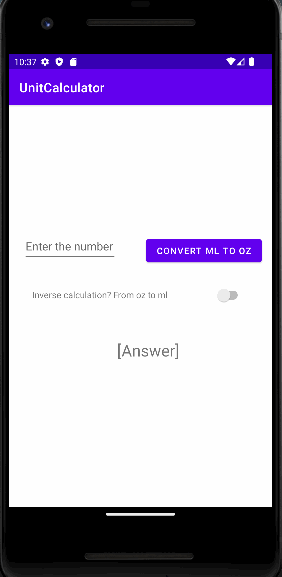 10:37
UnitCalculator
Enter the number
CONVERT ML TO OZ
Inverse calculation? From oz to ml
[Answer]